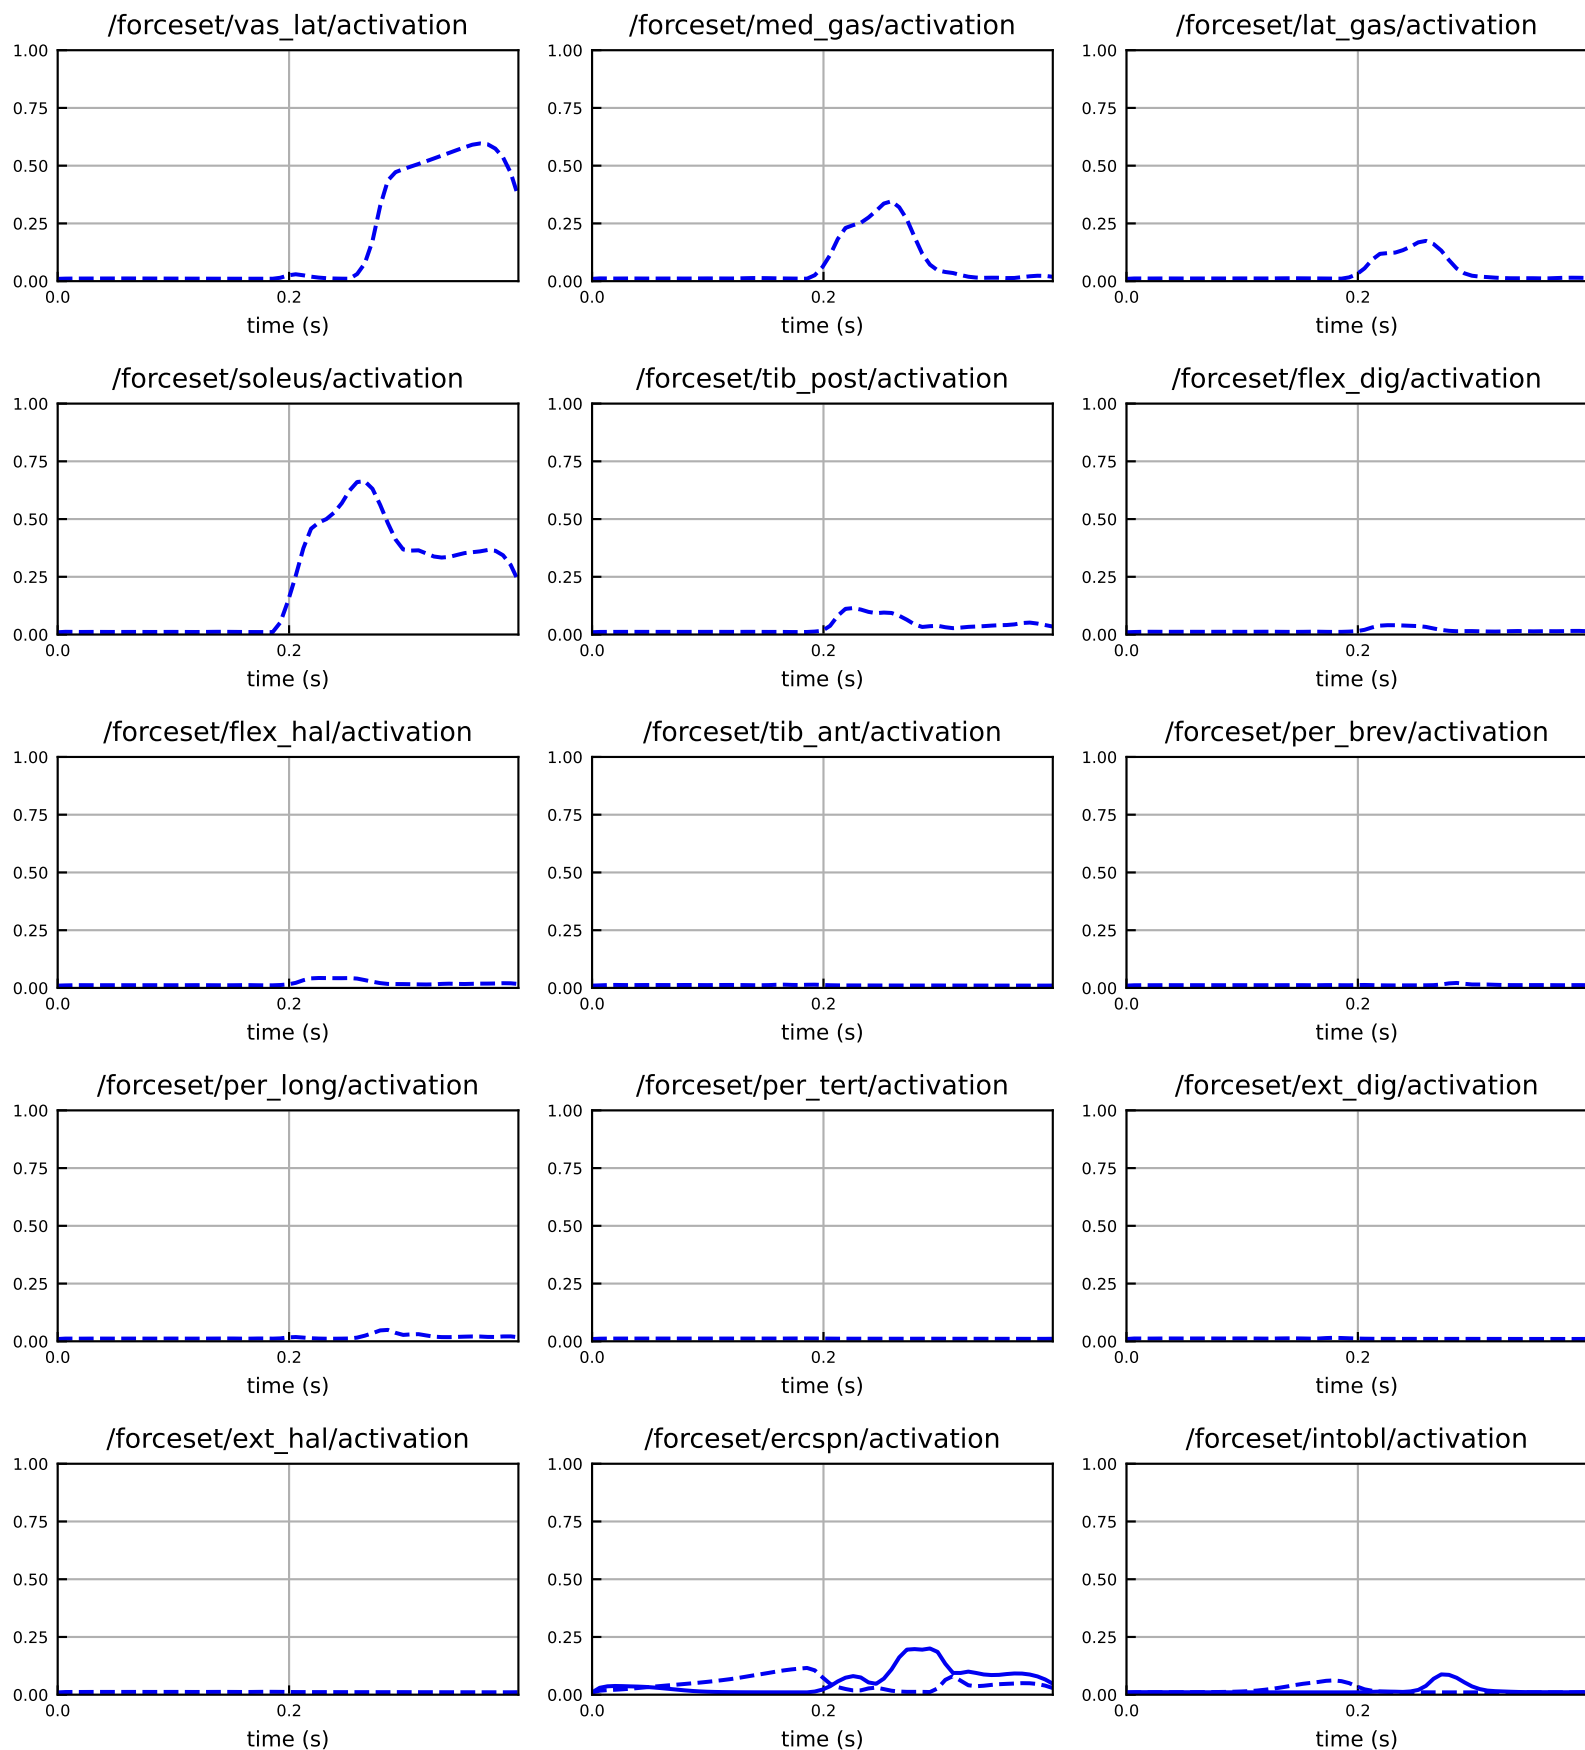 /forceset/vas_lat/activation
/forceset/med_gas/activation
/forceset/lat_gas/activation
1.00 1.00 1.00
0.75 0.75 0.75
0.50 0.50 0.50
0.25 0.25 0.25
0.00 0.00 0.00
0.0 0.2 0.0 0.2 0.0 0.2
time (s) time (s) time (s)
/forceset/soleus/activation
/forceset/tib_post/activation
/forceset/flex_dig/activation
1.00 1.00 1.00
0.75 0.75 0.75
0.50 0.50 0.50
0.25 0.25 0.25
0.00 0.00 0.00
0.0 0.2 0.0 0.2 0.0 0.2
time (s) time (s) time (s)
/forceset/flex_hal/activation
/forceset/tib_ant/activation
/forceset/per_brev/activation
1.00 1.00 1.00
0.75 0.75 0.75
0.50 0.50 0.50
0.25 0.25 0.25
0.00 0.00 0.00
0.0 0.2 0.0 0.2 0.0 0.2
time (s) time (s) time (s)
/forceset/per_long/activation
/forceset/per_tert/activation
/forceset/ext_dig/activation
1.00 1.00 1.00
0.75 0.75 0.75
0.50 0.50 0.50
0.25 0.25 0.25
0.00 0.00 0.00
0.0 0.2 0.0 0.2 0.0 0.2
time (s) time (s) time (s)
/forceset/ext_hal/activation
/forceset/ercspn/activation
/forceset/intobl/activation
1.00 1.00 1.00
0.75 0.75 0.75
0.50 0.50 0.50
0.25 0.25 0.25
0.00 0.00 0.00
0.0 0.2 0.0 0.2 0.0 0.2
time (s) time (s) time (s)